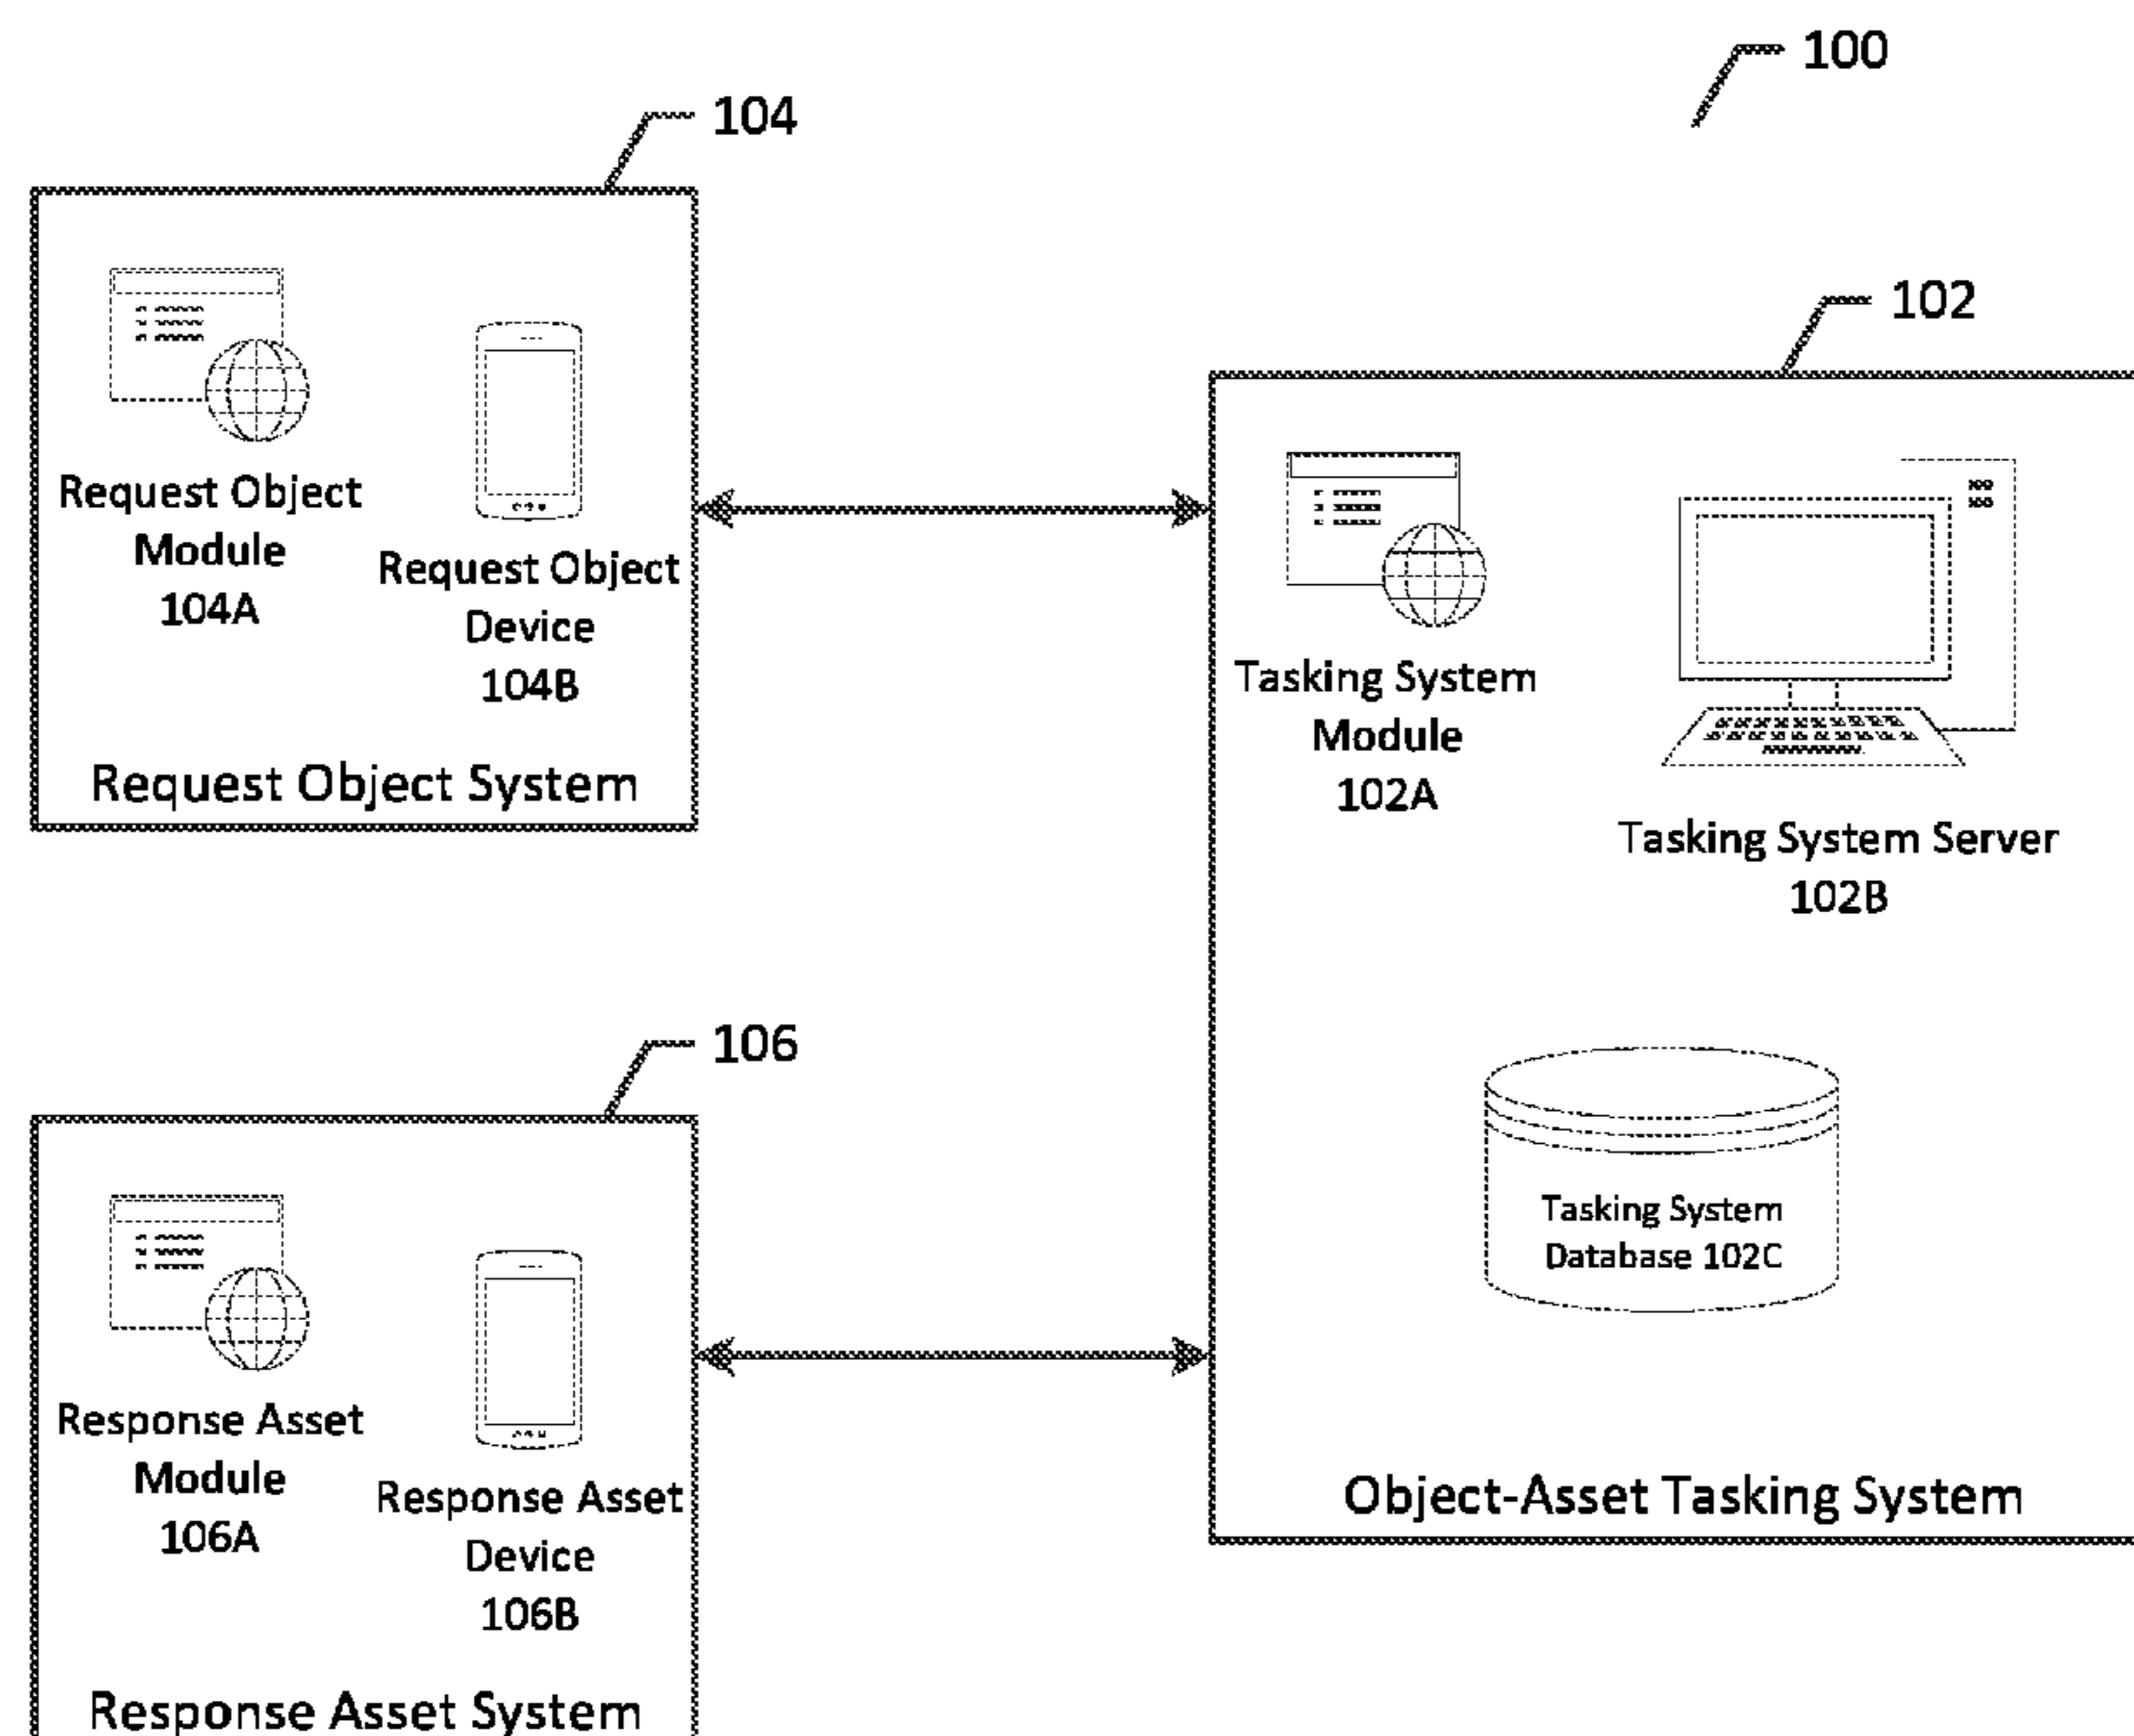 100
104
Request Object
Module
104A
Request Object
Device
104B
Request Object System
102
Tasking System
Module
102A
Tasking System Server
102B
Tasking System
Database 102C
Object-Asset Tasking System
106
Response Asset
Module
106A
Response Asset
Device
106B
Response Asset System